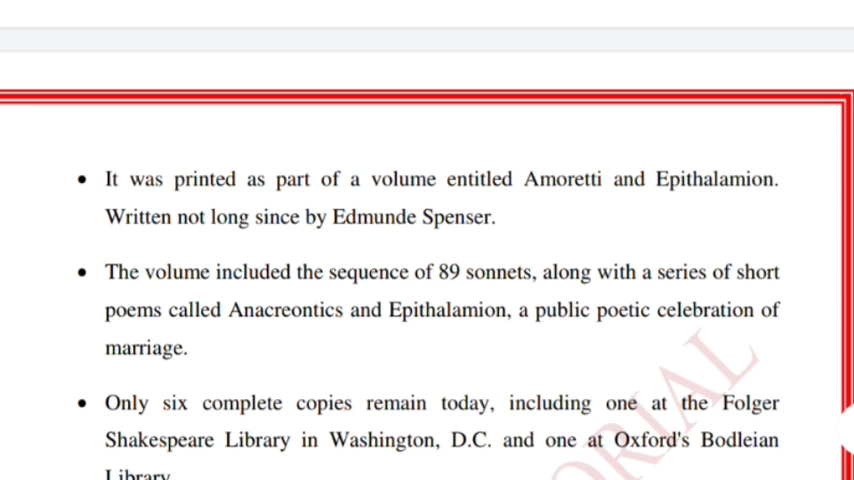 • It was printed as part of a volume entitled Amoretti and Epithalamion.
Written not long since by Edmunde Spenser.
• The volume included the sequence of 89 sonnets, along with a series of short
poems called Anacreontics and Epithalamion, a public poetic celebration of
marriage.
• Only six complete copies remain today, including one at the Folger
Shakespeare Library in Washington, D.C. and one at Oxford's Bodleian
Library